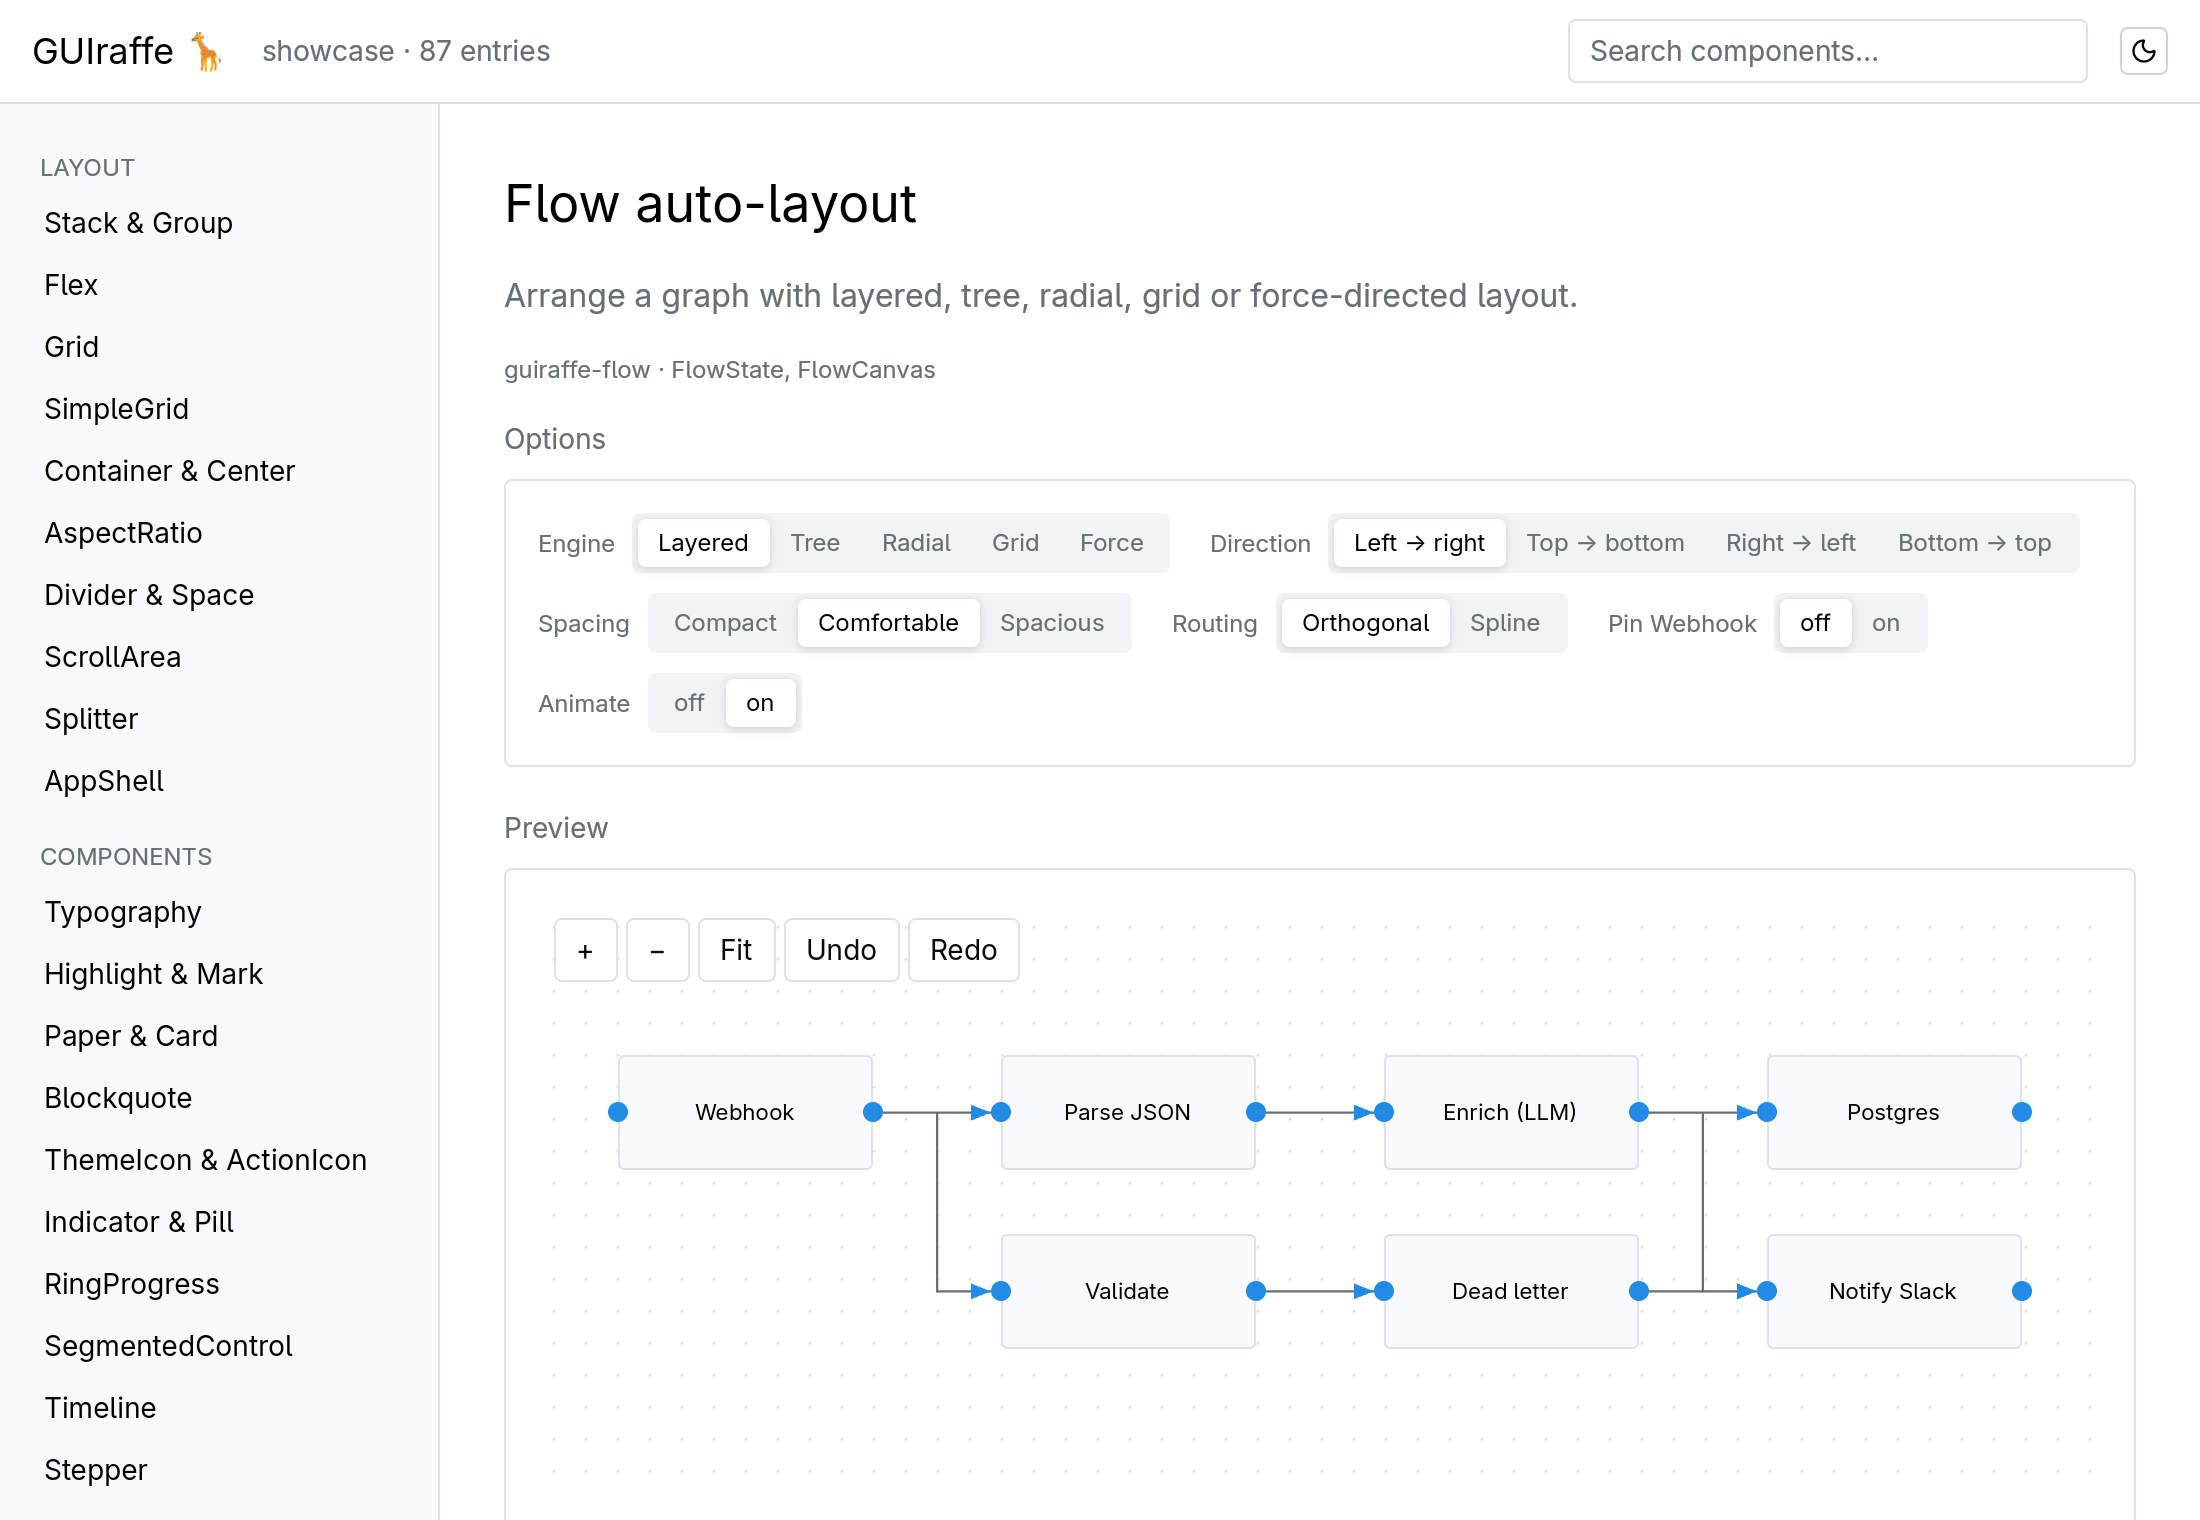 GUIraffe 🦒 showcase · 87 entries
Search components...
LAYOUT
Stack & Group
Flex
Grid
SimpleGrid
Container & Center
AspectRatio
Divider & Space
ScrollArea
Splitter
AppShell
COMPONENTS
Typography
Highlight & Mark
Paper & Card
Blockquote
ThemeIcon & ActionIcon
Indicator & Pill
RingProgress
SegmentedControl
Timeline
Stepper
Flow auto-layout
Arrange a graph with layered, tree, radial, grid or force-directed layout.
guiraffe-flow · FlowState, FlowCanvas
Options
Engine Layered Tree Radial Grid Force Direction Left → right Top → bottom Right → left Bottom → top
Spacing Compact Comfortable Spacious Routing Orthogonal Spline Pin Webhook off on
Animate off on
Preview
+ − Fit Undo Redo
Webhook Parse JSON Enrich (LLM) Postgres
Validate Dead letter Notify Slack